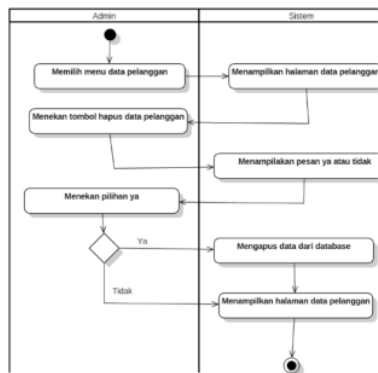 Admin
Sistem
Memilih menu data pelanggan
Menampilkan halaman data pelanggan
Menekan tombol hapus data pelanggan
Menampilakan pesan ya atau tidak
Menekan pilihan ya
Ya
Mengapus data dari database
Tidak
Menampilkan halaman data pelanggan